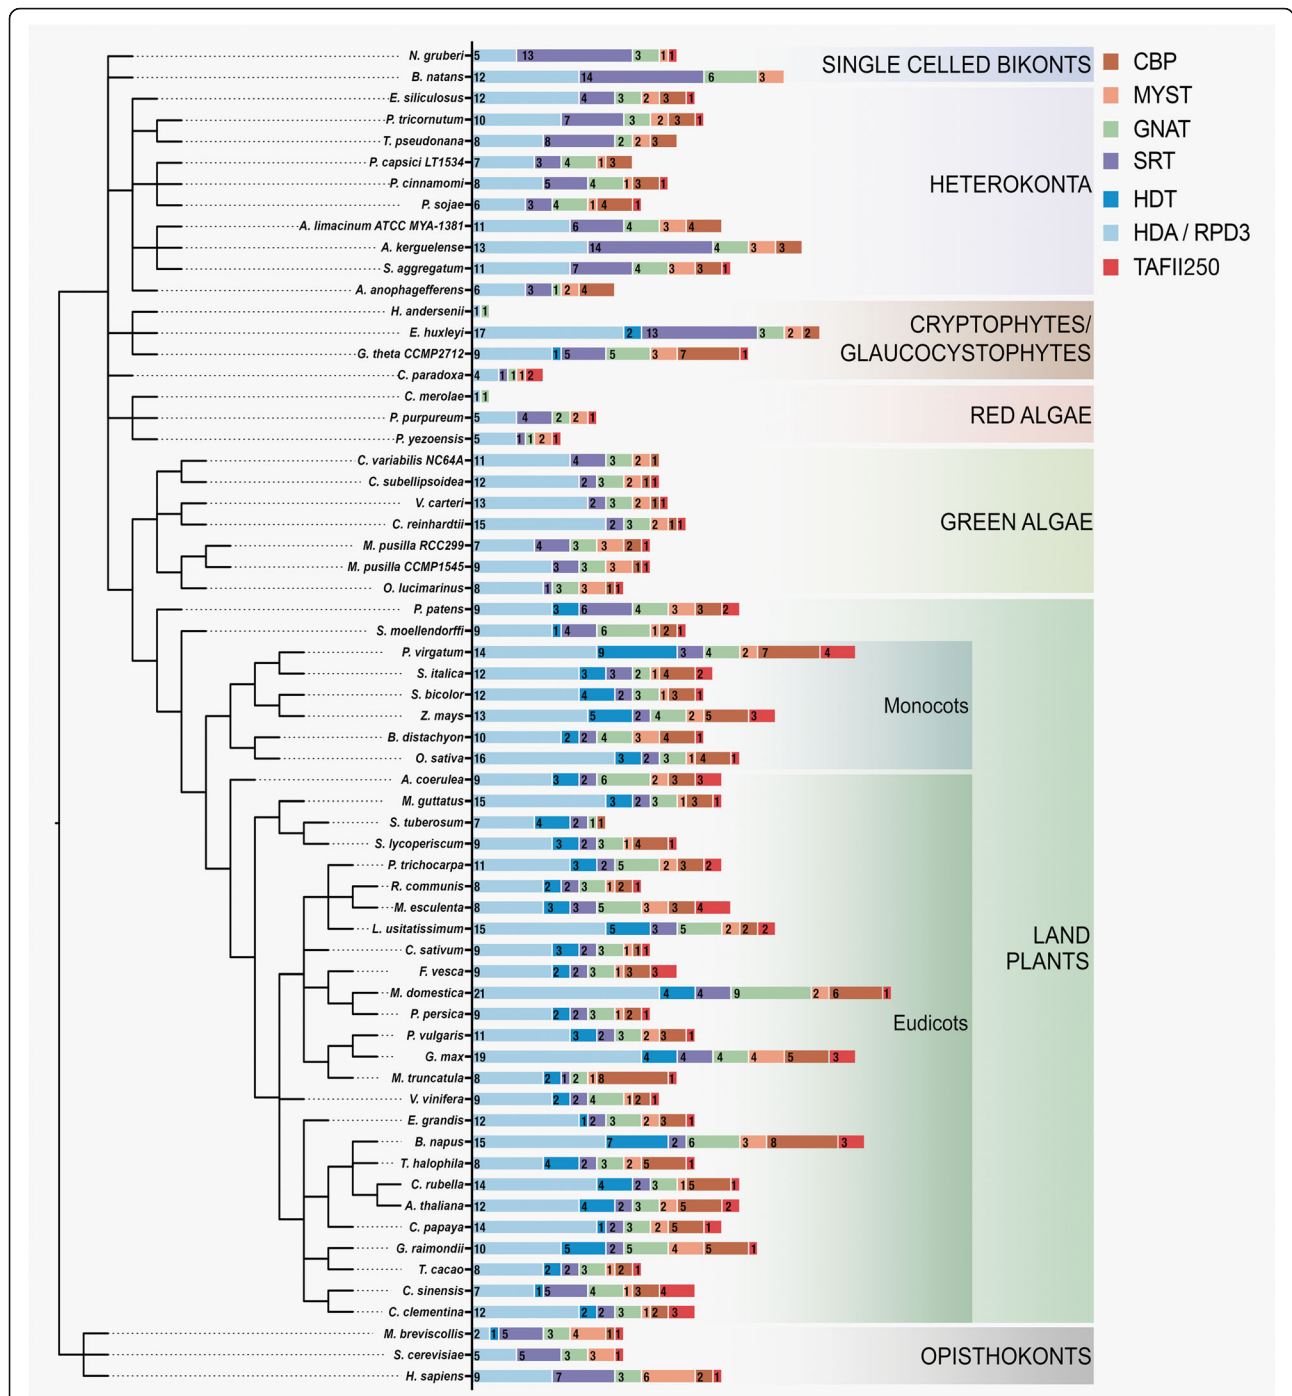 N. gruberi 5 13 3 1 1
B. natans 12 14 6 3
E. siliculosus 12 4 3 2 3 1
P. tricornutum 10 7 3 2 3 1
T. pseudonana 8 8 2 2 3
P. capsici LT1534 7 3 4 1 3
P. cinnamomi 8 5 4 1 3 1
P. sojae 6 3 4 1 4 1
A. limacinum ATCC MYA-1381 11 6 4 3 4
A. kerguelense 13 14 4 3 3
S. aggregatum 11 7 4 3 3 1
A. anophagefferens 6 3 1 2 4
H. andersenii 1 1
E. huxleyi 17 2 13 3 2 2
G. theta CCMP2712 9 1 5 5 3 7 1
C. paradoxa 4 1 1 1 2
C. merolae 1 1
P. purpureum 5 4 2 2 1
P. yezoensis 5 1 1 2 1
C. variabilis NC64A 11 4 3 2 1
C. subellipsoidea 12 2 3 2 1 1
V. carteri 13 2 3 2 1 1
C. reinhardtii 15 2 3 2 1 1
M. pusilla RCC299 7 4 3 3 2 1
M. pusilla CCMP1545 9 3 3 3 1 1
O. lucimarinus 8 1 3 3 1 1
P. patens 9 3 6 4 3 3 2
S. moellendorffi 9 1 4 6 1 2 1
P. virgatum 14 9 3 4 2 7 4
S. italica 12 3 3 2 1 4 2
S. bicolor 12 4 2 3 1 3 1
Z. mays 13 5 2 4 2 5 3
B. distachyon 10 2 2 4 3 4 1
O. sativa 16 3 2 3 1 4 1
A. coerulea 9 3 2 6 2 3 3
M. guttatus 15 3 2 3 1 3 1
S. tuberosum 7 4 2 1 1
S. lycoperiscum 9 3 2 3 1 4 1
P. trichocarpa 11 3 2 5 2 3 2
R. communis 8 2 2 3 1 2 1
M. esculenta 8 3 3 5 3 3 4
L. usitatissimum 15 5 3 5 2 2 2
C. sativum 9 3 2 3 1 1 1
F. vesca 9 2 2 3 1 3 3
M. domestica 21 4 4 9 2 6 1
P. persica 9 2 2 3 1 2 1
P. vulgaris 11 3 2 3 2 3 1
G. max 19 4 4 4 4 5 3
M. truncatula 8 2 1 2 1 8 1
V. vinifera 9 2 2 4 1 2 1
E. grandis 12 1 2 3 2 3 1
B. napus 15 7 2 6 3 8 3
T. halophila 8 4 2 3 2 5 1
C. rubella 14 4 2 3 1 5 1
A. thaliana 12 4 2 3 2 5 2
C. papaya 14 1 2 3 2 5 1
G. raimondii 10 5 2 5 4 5 1
T. cacao 8 2 2 3 1 2 1
C. sinensis 7 1 5 4 1 3 4
C. clementina 12 2 2 3 1 2 3
M. breviscollis 2 1 5 3 4 1 1
S. cerevisiae 5 5 3 3 1
H. sapiens 9 7 3 6 2 1
SINGLE CELLED BIKONTS
HETEROKONTA
CRYPTOPHYTES/
GLAUCOCYSTOPHYTES
RED ALGAE
GREEN ALGAE
Monocots
LAND
PLANTS
Eudicots
OPISTHOKONTS
CBP
MYST
GNAT
SRT
HDT
HDA / RPD3
TAFII250